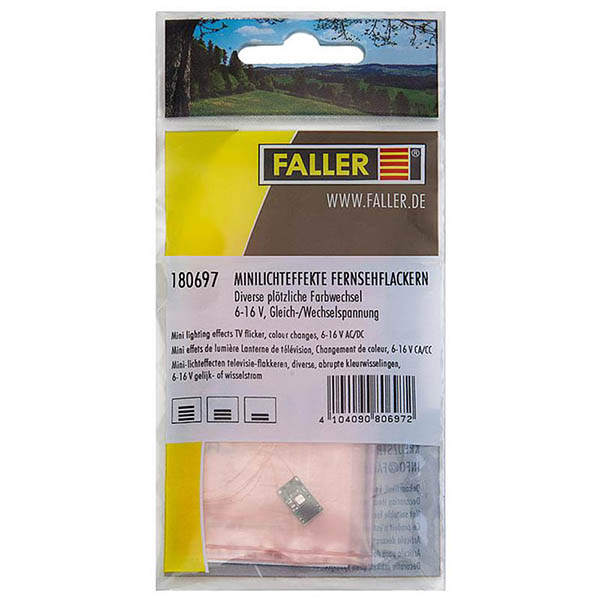 FALLER ®
WWW.FALLER.DE
180697 MINILICHTEFFEKTE FERNSEHFLACKERN
Diverse plötzliche Farbwechsel
6-16 V, Gleich-/Wechselspannung
Mini lighting effects TV flicker, colour changes, 6-16 V AC/DC
Mini effets de lumière Lanterne de télévision, Changement de couleur, 6-16 V CA/CC
Mini-lichteffecten televisie-flakkeren, diverse, abrupte kleurwisselingen,
6-16 V gelijk- of wisselstrom
4 104090 806972